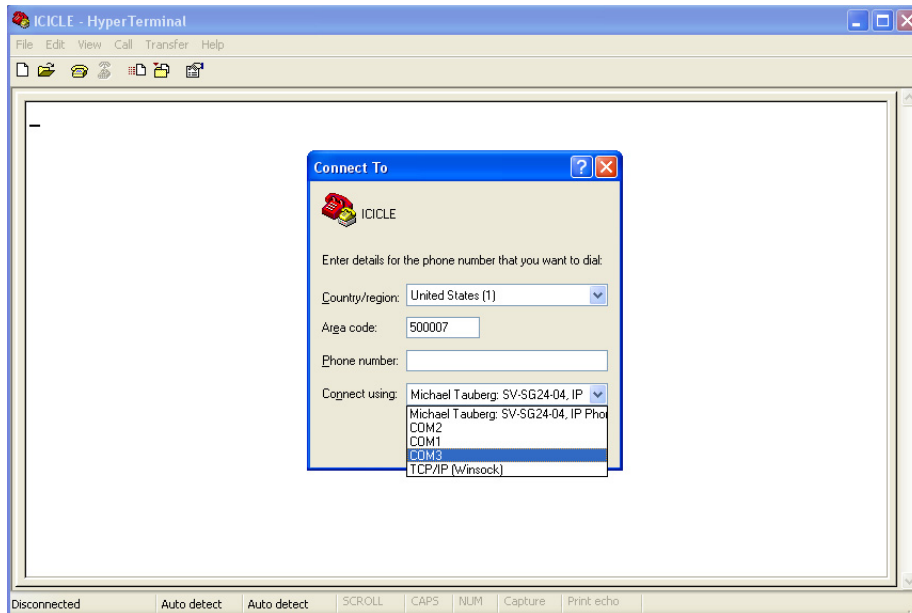 ICICLE - HyperTerminal
File Edit View Call Transfer Help
Connect To
ICICLE
Enter details for the phone number that you want to dial:
Country/region: United States (1)
Area code: 500007
Phone number:
Connect using: Michael Tauberg: SV-SG24-04, IP
Michael Tauberg: SV-SG24-04, IP Pho
COM2
COM1
COM3
TCP/IP (Winsock)
Disconnected Auto detect Auto detect SCROLL CAPS NUM Capture Print echo